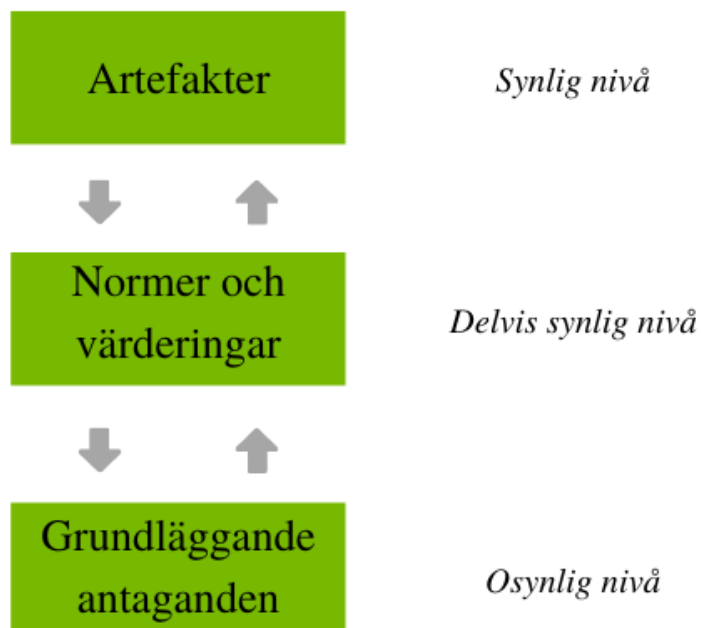 Artefakter
Synlig nivå
Normer och
värderingar
Delvis synlig nivå
Grundläggande
antaganden
Osynlig nivå